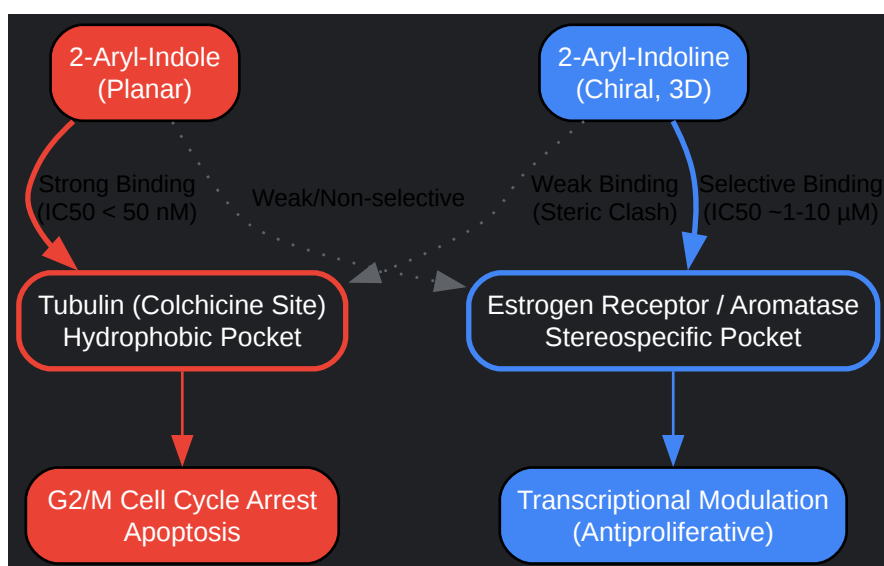 2-Aryl-Indole
(Planar)
2-Aryl-Indoline
(Chiral, 3D)
Strong Binding
(IC50 < 50 nM)
Weak/Non-selective
Weak Binding
(Steric Clash)
Selective Binding
(IC50 ~1-10 µM)
Tubulin (Colchicine Site)
Hydrophobic Pocket
Estrogen Receptor / Aromatase
Stereospecific Pocket
G2/M Cell Cycle Arrest
Apoptosis
Transcriptional Modulation
(Antiproliferative)